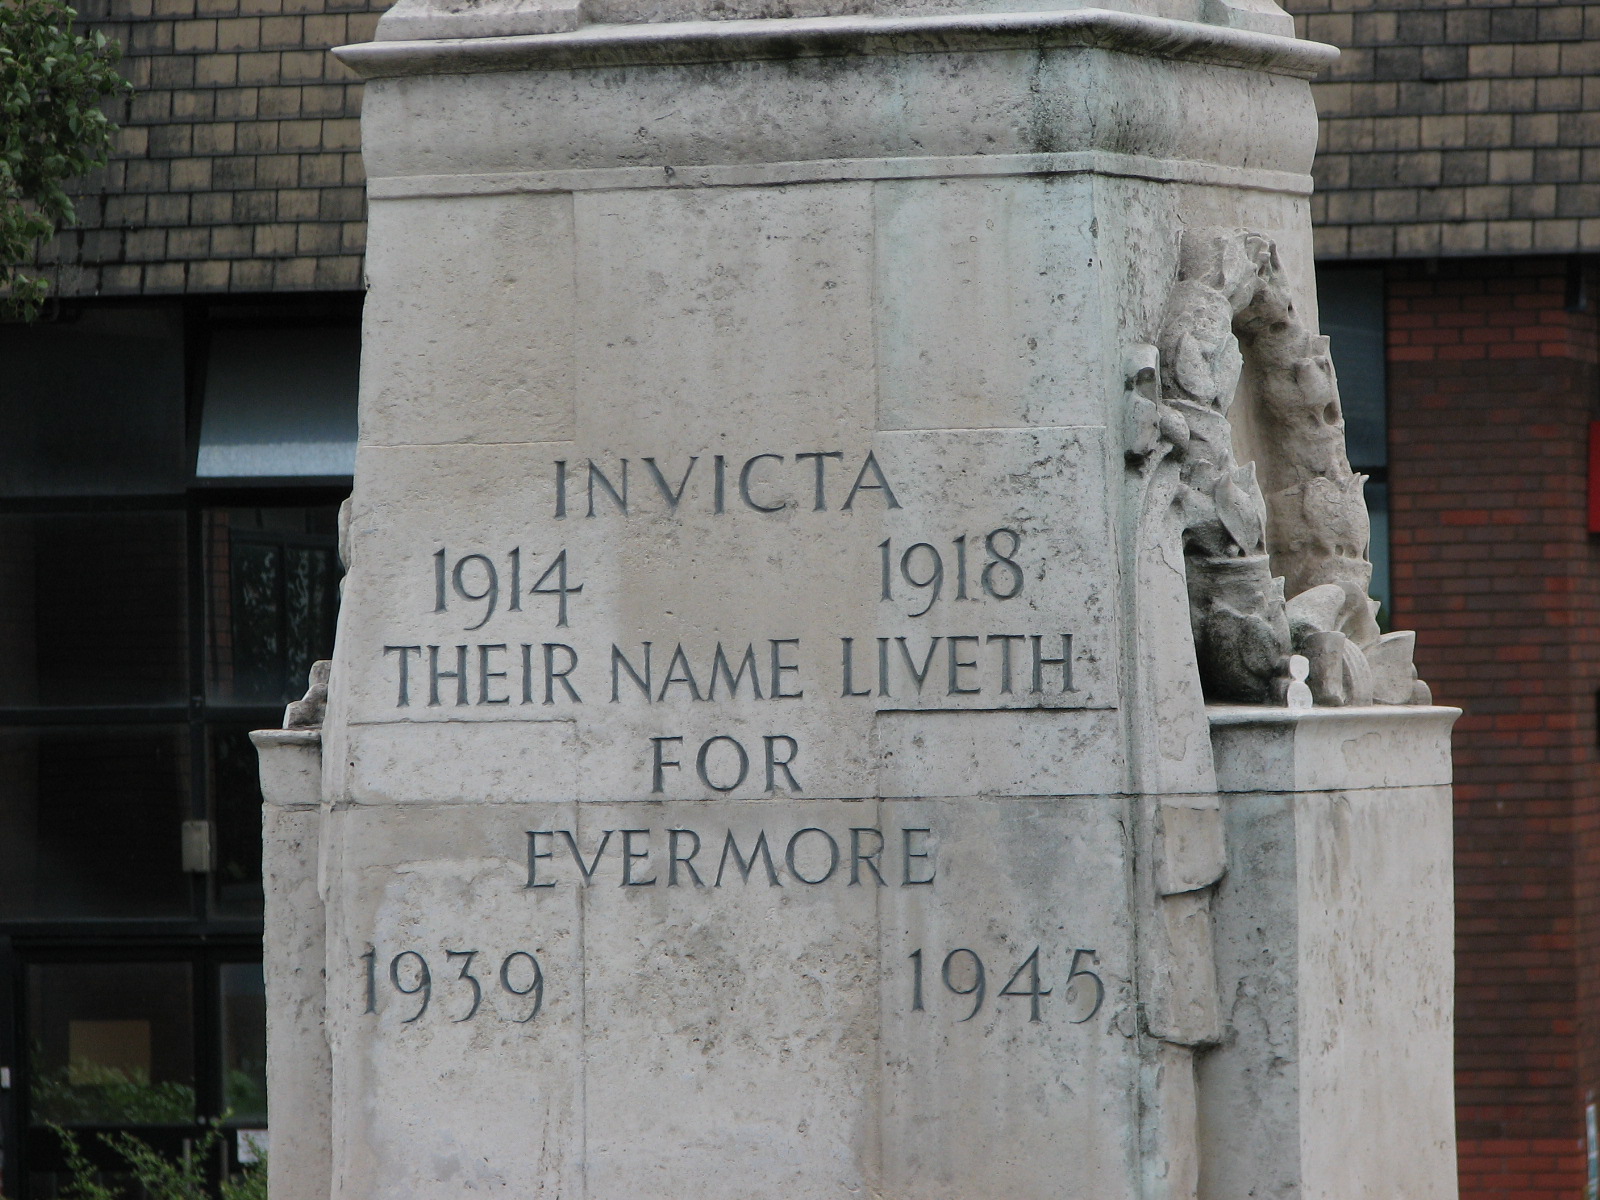 INVICTA
1914 1918
THEIR NAME LIVETH
FOR
EVERMORE
1939 1945